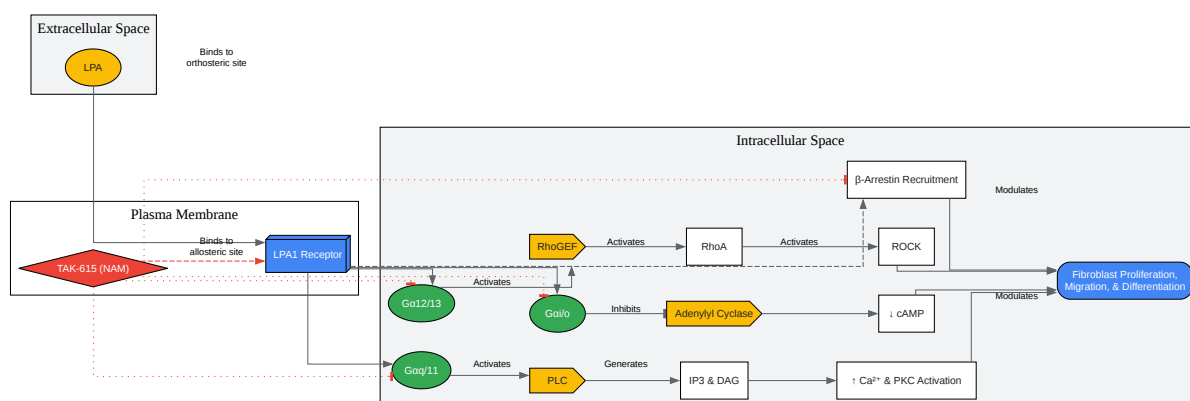 Extracellular Space
LPA
Binds to
orthosteric site
Intracellular Space
β-Arrestin Recruitment
Modulates
Plasma Membrane
Binds to
allosteric site
TAK-615 (NAM)
LPA1 Receptor
RhoGEF
Activates
RhoA
Activates
ROCK
Fibroblast Proliferation,
Migration, & Differentiation
Activates
Gα12/13
Gαi/o
Inhibits
Adenylyl Cyclase
↓ cAMP
Modulates
Gαq/11
Activates
PLC
Generates
IP3 & DAG
↑ Ca²⁺ & PKC Activation